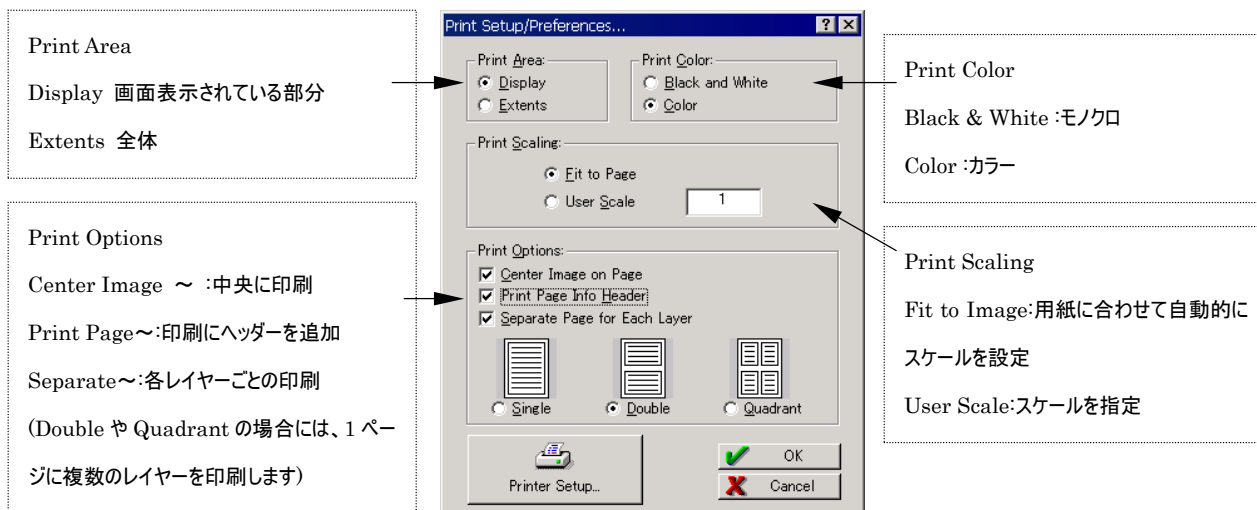 Print Area
Display 画面表示されている部分
Extents 全体
Print Options
Center Image ～ :中央に印刷
Print Page～:印刷にヘッダーを追加
Separate～:各レイヤーごとの印刷
(Double や Quadrant の場合には、1 ペー
ジに複数のレイヤーを印刷します)
Print Setup/Preferences...
Print Area:
Display
Extents
Print Color:
Black and White
Color
Print Scaling:
Fit to Page
User Scale 1
Print Options:
Center Image on Page
Print Page Info Header
Separate Page for Each Layer
Single Double Quadrant
Printer Setup...
OK
Cancel
Print Color
Black & White :モノクロ
Color :カラー
Print Scaling
Fit to Image:用紙に合わせて自動的に
スケールを設定
User Scale:スケールを指定